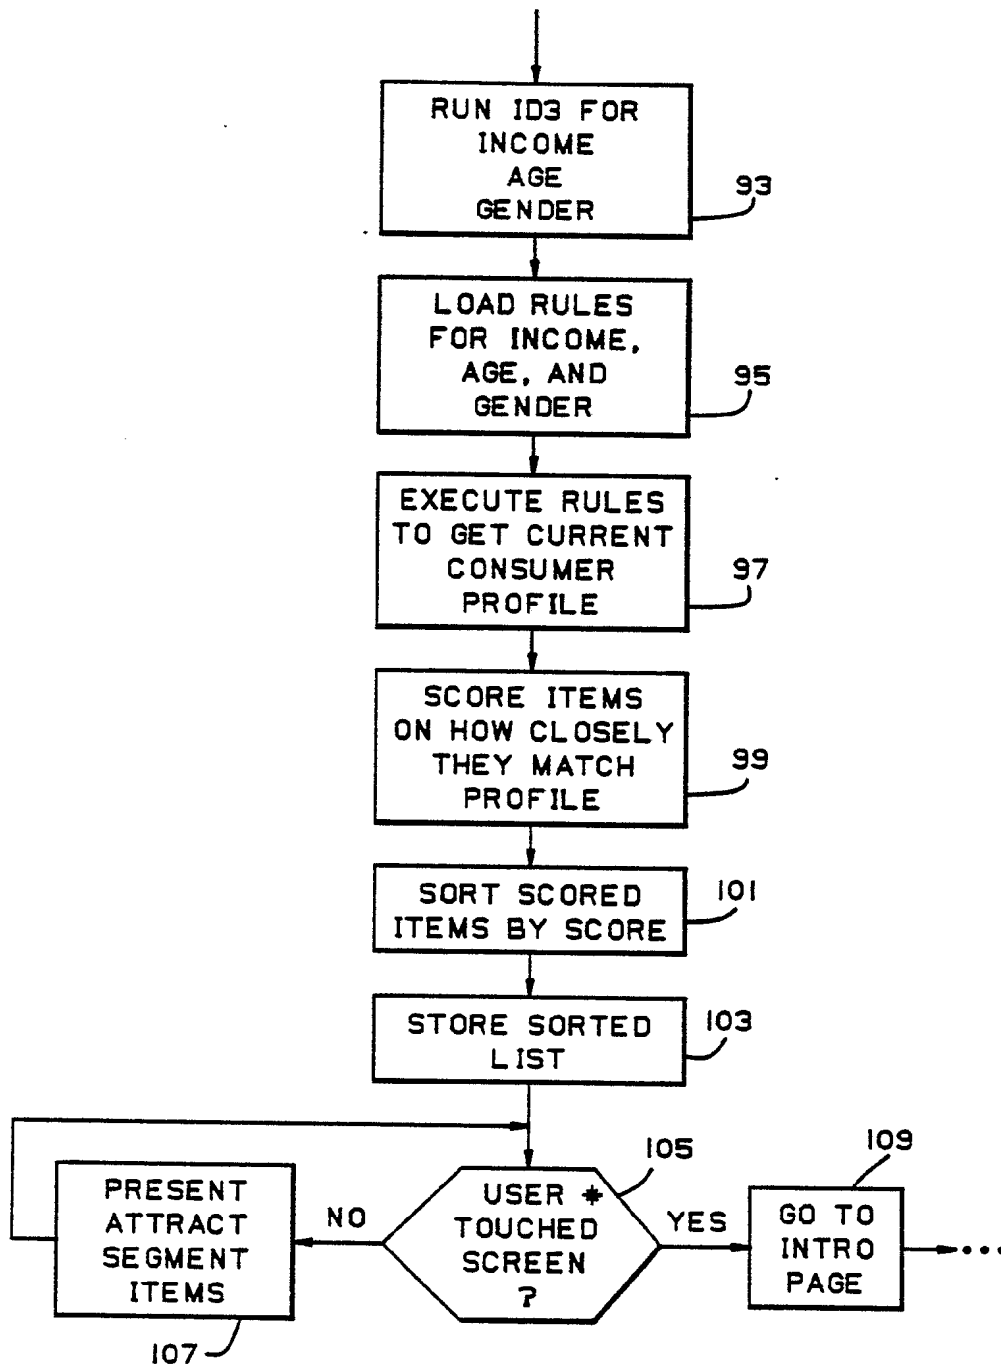 RUN ID3 FOR
INCOME
AGE
GENDER
93
LOAD RULES
FOR INCOME,
AGE, AND
GENDER
95
EXECUTE RULES
TO GET CURRENT
CONSUMER
PROFILE
97
SCORE ITEMS
ON HOW CLOSELY
THEY MATCH
PROFILE
99
SORT SCORED
ITEMS BY SCORE
101
STORE SORTED
LIST
103
PRESENT
ATTRACT
SEGMENT
ITEMS
107
NO
USER *
TOUCHED
SCREEN
?
105
YES
GO TO
INTRO
PAGE
109
•••